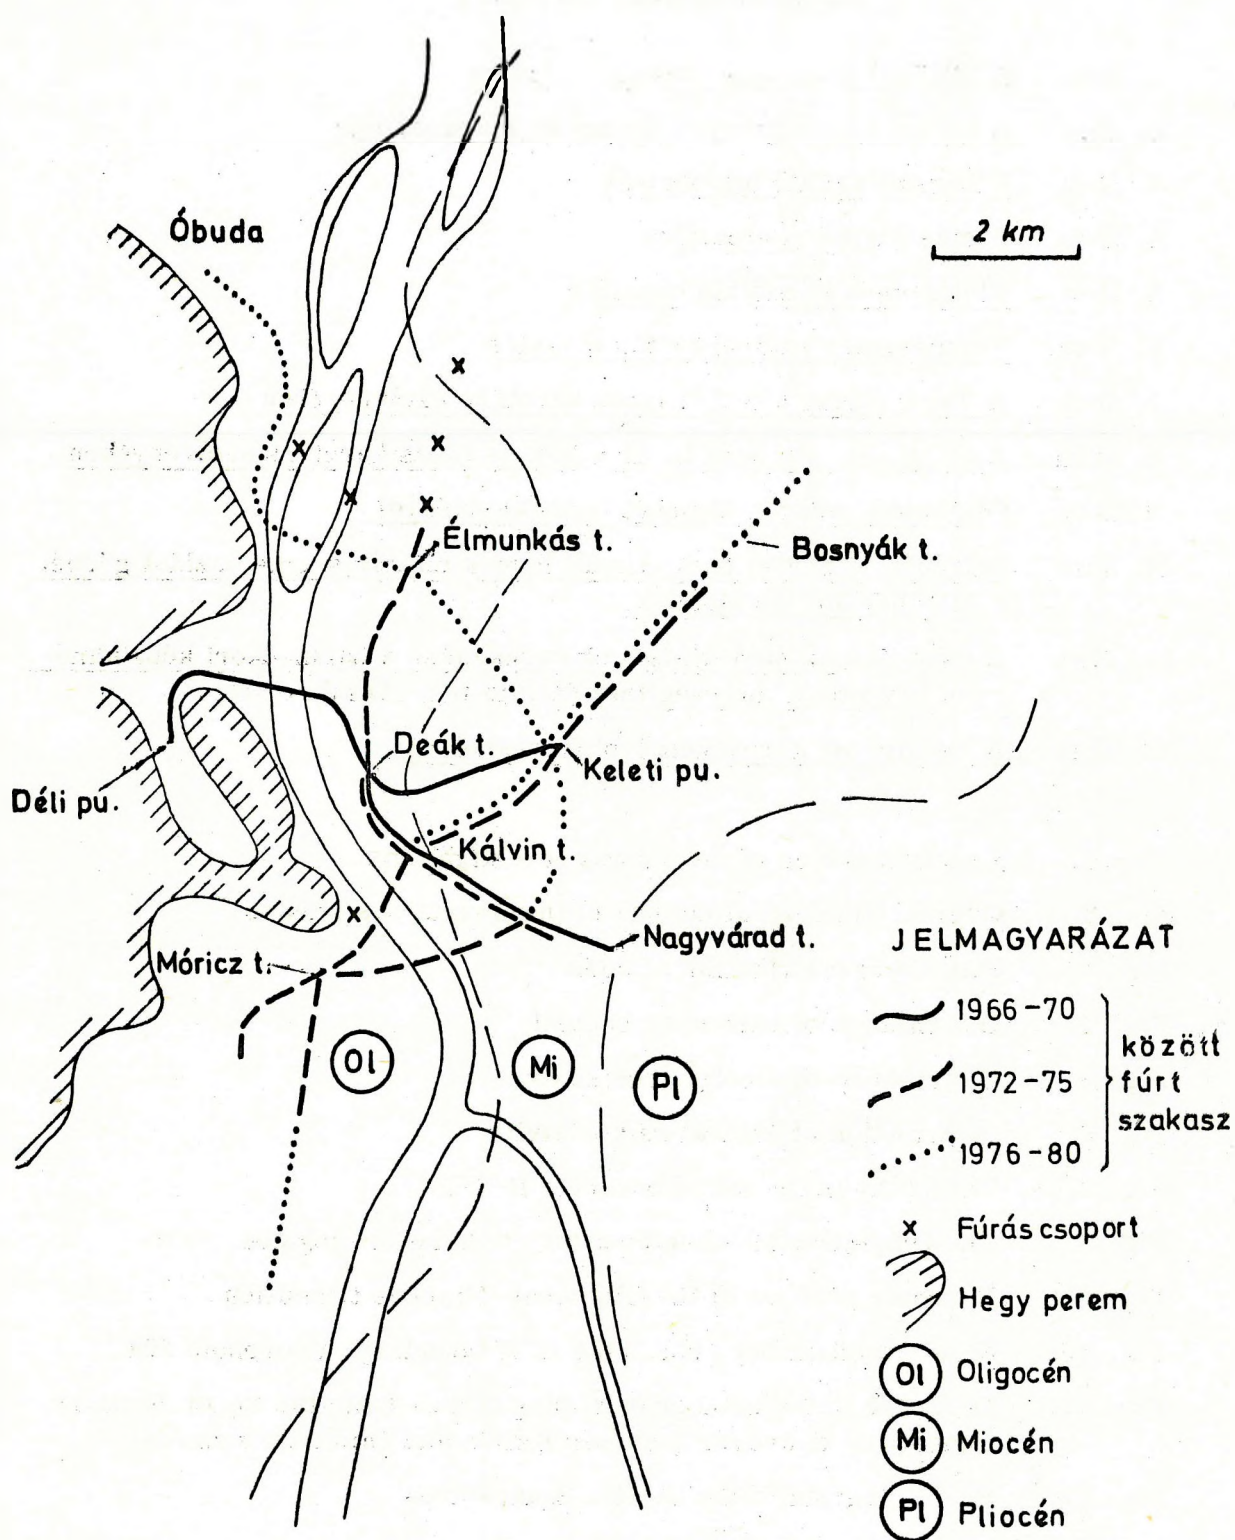 Óbuda
2 km
Élmunkás t.
Bosnyák t.
Deák t.
Keleti pu.
Déli pu.
Kálvin t.
Nagyvárad t.
Móricz t.
Ol
Mi
Pl
JELMAGYARÁZAT
1966-70
1972-75
1976-80
között
fúrt
szakasz
x Fúrás csoport
Hegy perem
Ol Oligocén
Mi Miocén
Pl Pliocén